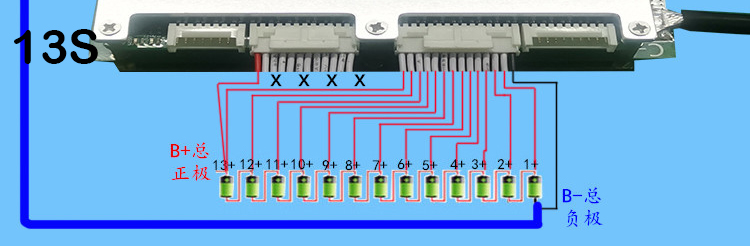 13S
X X X X
B+总
正极
13+ 12+ 11+ 10+ 9+ 8+ 7+ 6+ 5+ 4+ 3+ 2+ 1+
B-总
负极